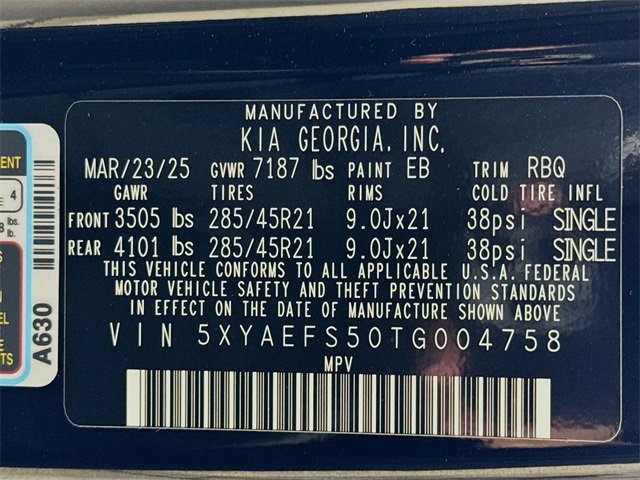 MANUFACTURED BY
KIA GEORGIA, INC.
MAR/23/25 GVWR 7187 lbs PAINT EB TRIM RBQ
GAWR TIRES RIMS COLD TIRE INFL
FRONT 3505 lbs 285/45R21 9.0Jx21 38psi SINGLE
REAR 4101 lbs 285/45R21 9.0Jx21 38psi SINGLE
THIS VEHICLE CONFORMS TO ALL APPLICABLE U.S.A. FEDERAL
MOTOR VEHICLE SAFETY AND THEFT PREVENTION STANDARDS
IN EFFECT ON THE DATE OF MANUFACTURE SHOWN ABOVE
VIN 5XYAEFS50TG004758
MPV
A630
4
lbs.
lb.